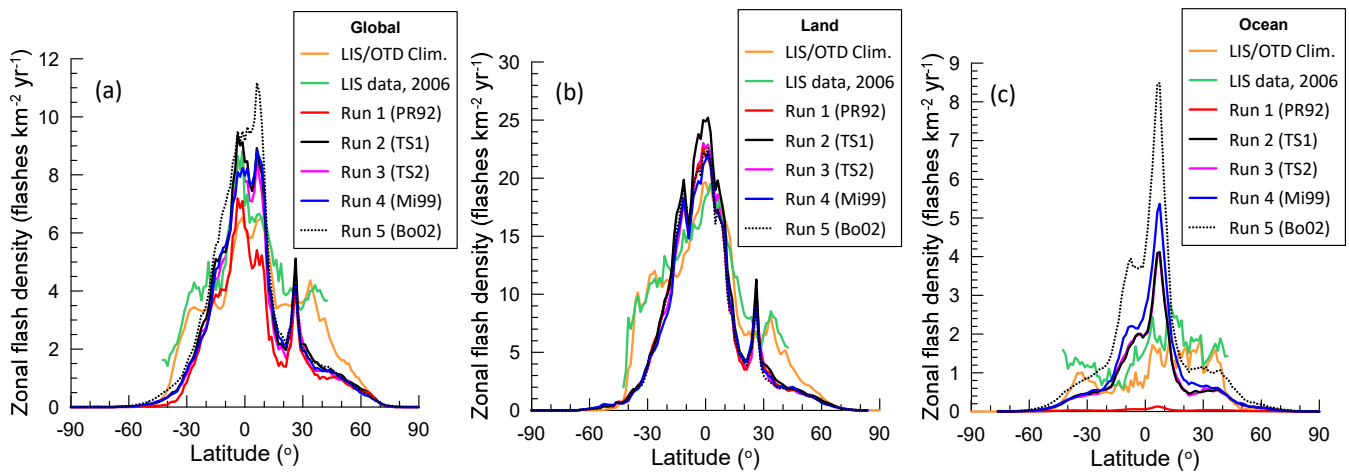 (a)
Zonal flash density (flashes km-2 yr-1)
12
10
8
6
4
2
0
-90 -60 -30 0 30 60 90
Latitude (o)
Global
LIS/OTD Clim.
LIS data, 2006
Run 1 (PR92)
Run 2 (TS1)
Run 3 (TS2)
Run 4 (Mi99)
Run 5 (Bo02)
(b)
Zonal flash density (flashes km-2 yr-1)
30
25
20
15
10
5
0
-90 -60 -30 0 30 60 90
Latitude (o)
Land
LIS/OTD Clim.
LIS data, 2006
Run 1 (PR92)
Run 2 (TS1)
Run 3 (TS2)
Run 4 (Mi99)
Run 5 (Bo02)
(c)
Zonal flash density (flashes km-2 yr-1)
9
8
7
6
5
4
3
2
1
0
-90 -60 -30 0 30 60 90
Latitude (o)
Ocean
LIS/OTD Clim.
LIS data, 2006
Run 1 (PR92)
Run 2 (TS1)
Run 3 (TS2)
Run 4 (Mi99)
Run 5 (Bo02)